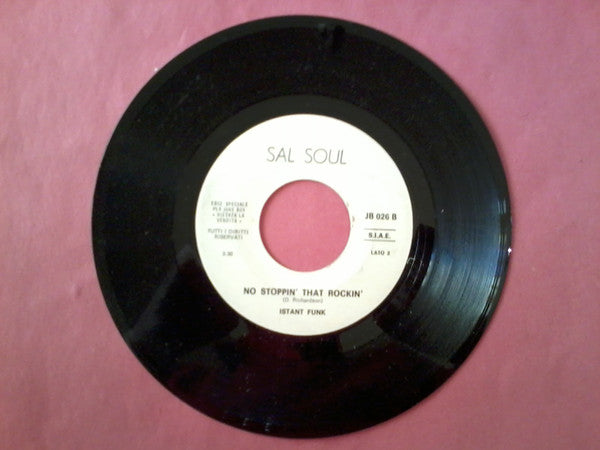 SAL SOUL
EDIZ. SPECIALE
PER JUKE BOX
« VIETATA LA
VENDITA »
TUTTI I DIRITTI
RISERVATI
3.30
JB 026 B
S.I.A.E.
LATO 2
NO STOPPIN' THAT ROCKIN'
(D. Richardson)
ISTANT FUNK